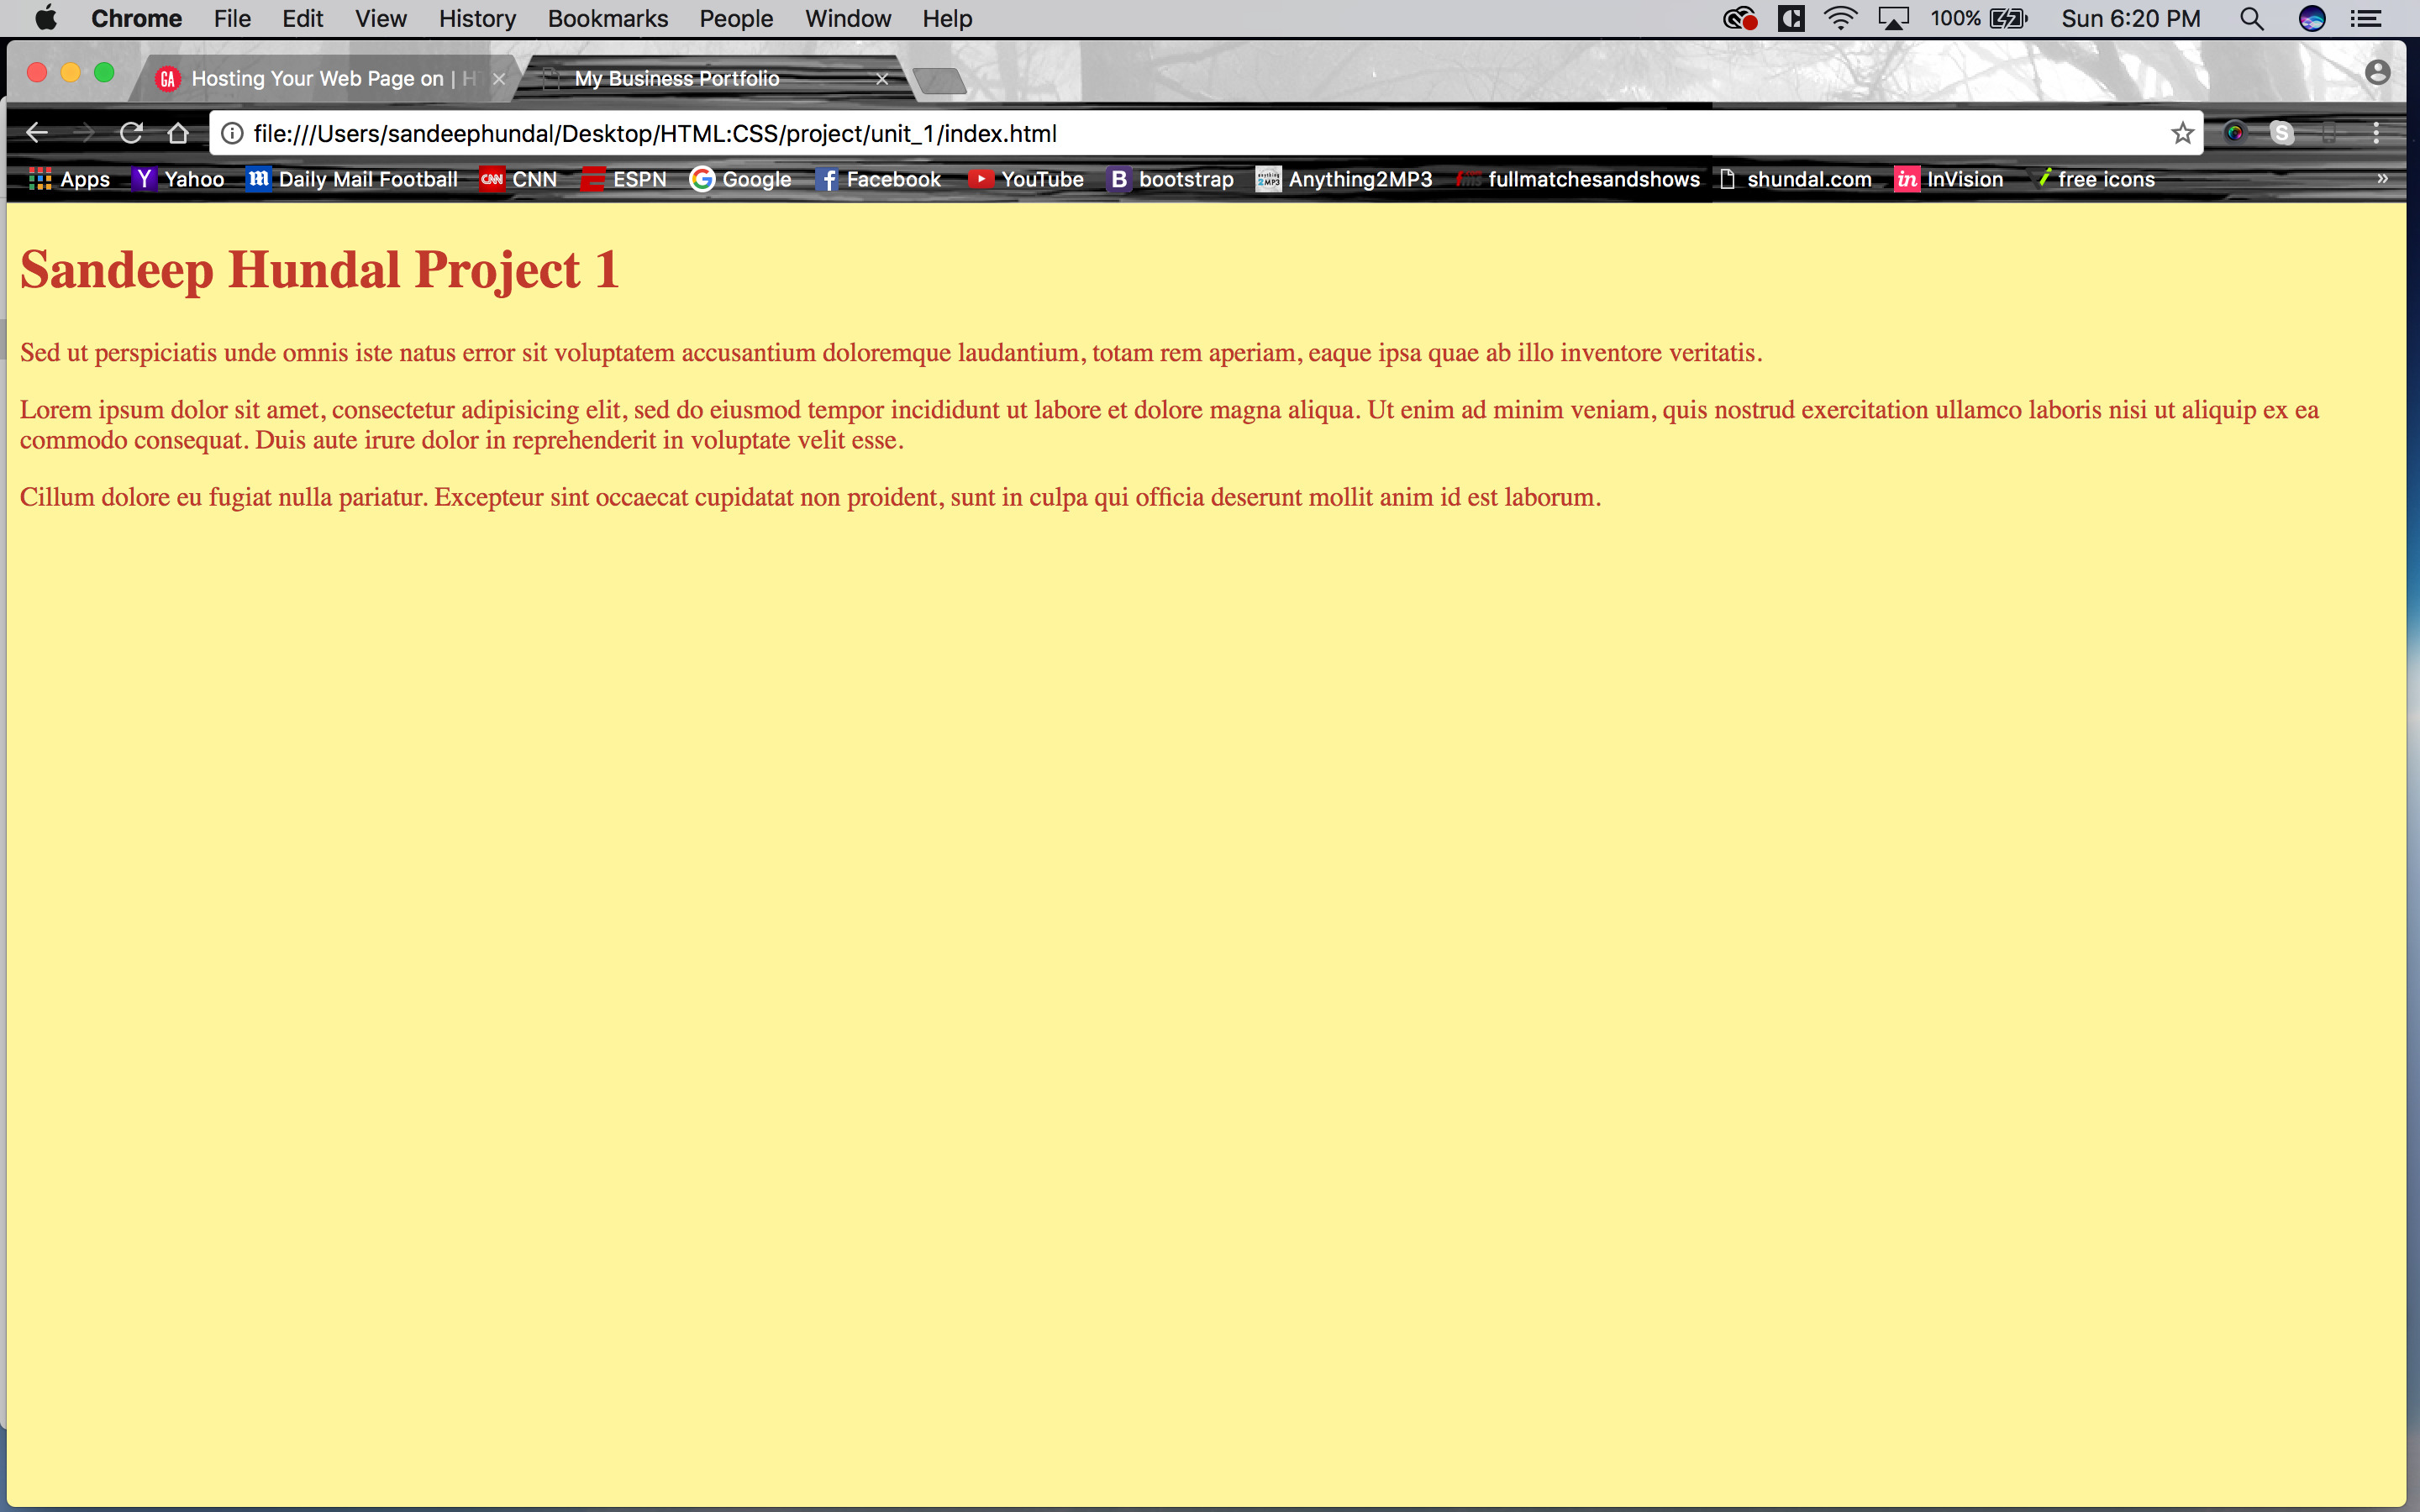 Chrome File Edit View History Bookmarks People Window Help 100% Sun 6:20 PM
GA Hosting Your Web Page on | H My Business Portfolio
file:///Users/sandeephundal/Desktop/HTML:CSS/project/unit_1/index.html
Apps Yahoo Daily Mail Football CNN ESPN Google Facebook YouTube bootstrap Anything2MP3 fullmatchesandshows shundal.com InVision free icons »
Sandeep Hundal Project 1
Sed ut perspiciatis unde omnis iste natus error sit voluptatem accusantium doloremque laudantium, totam rem aperiam, eaque ipsa quae ab illo inventore veritatis.
Lorem ipsum dolor sit amet, consectetur adipisicing elit, sed do eiusmod tempor incididunt ut labore et dolore magna aliqua. Ut enim ad minim veniam, quis nostrud exercitation ullamco laboris nisi ut aliquip ex ea
commodo consequat. Duis aute irure dolor in reprehenderit in voluptate velit esse.
Cillum dolore eu fugiat nulla pariatur. Excepteur sint occaecat cupidatat non proident, sunt in culpa qui officia deserunt mollit anim id est laborum.